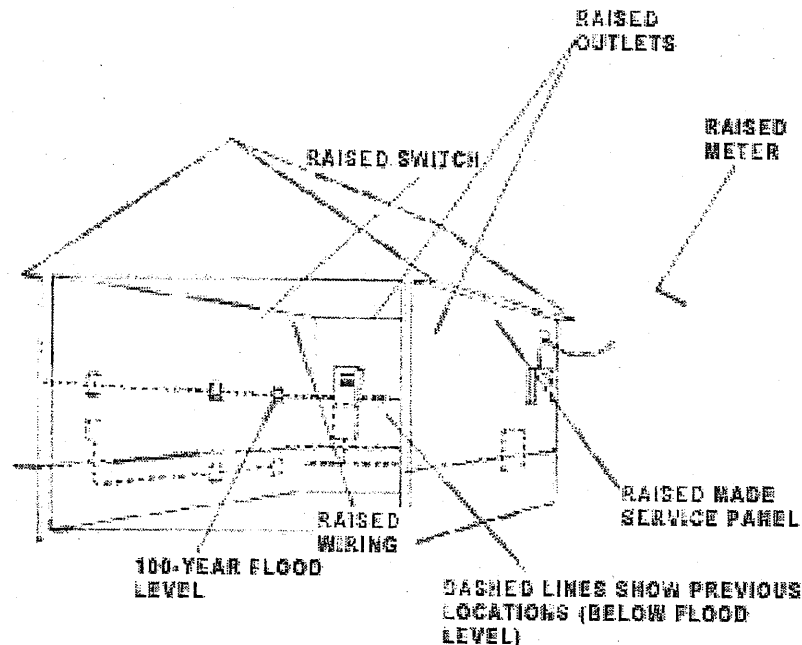 RAISED
OUTLETS
RAISED
METER
RAISED SWITCH
RAISED MADE
SERVICE PANEL
RAISED
WIRING
100-YEAR FLOOD
LEVEL
DASHED LINES SHOW PREVIOUS
LOCATIONS (BELOW FLOOD
LEVEL)